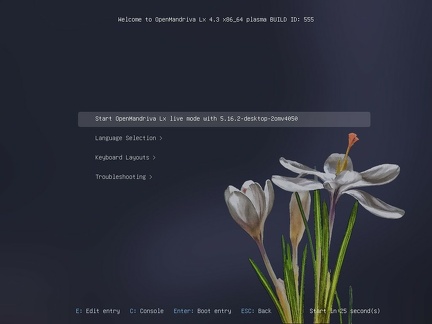 Welcome to OpenMandriva Lx 4.3 x86_64 plasma BUILD ID: 555
Start OpenMandriva Lx live mode with 5.16.2-desktop-2omv4050
Language Selection >
Keyboard Layouts >
Troubleshooting >
E: Edit entry C: Console Enter: Boot entry ESC: Back Start in 25 second(s)